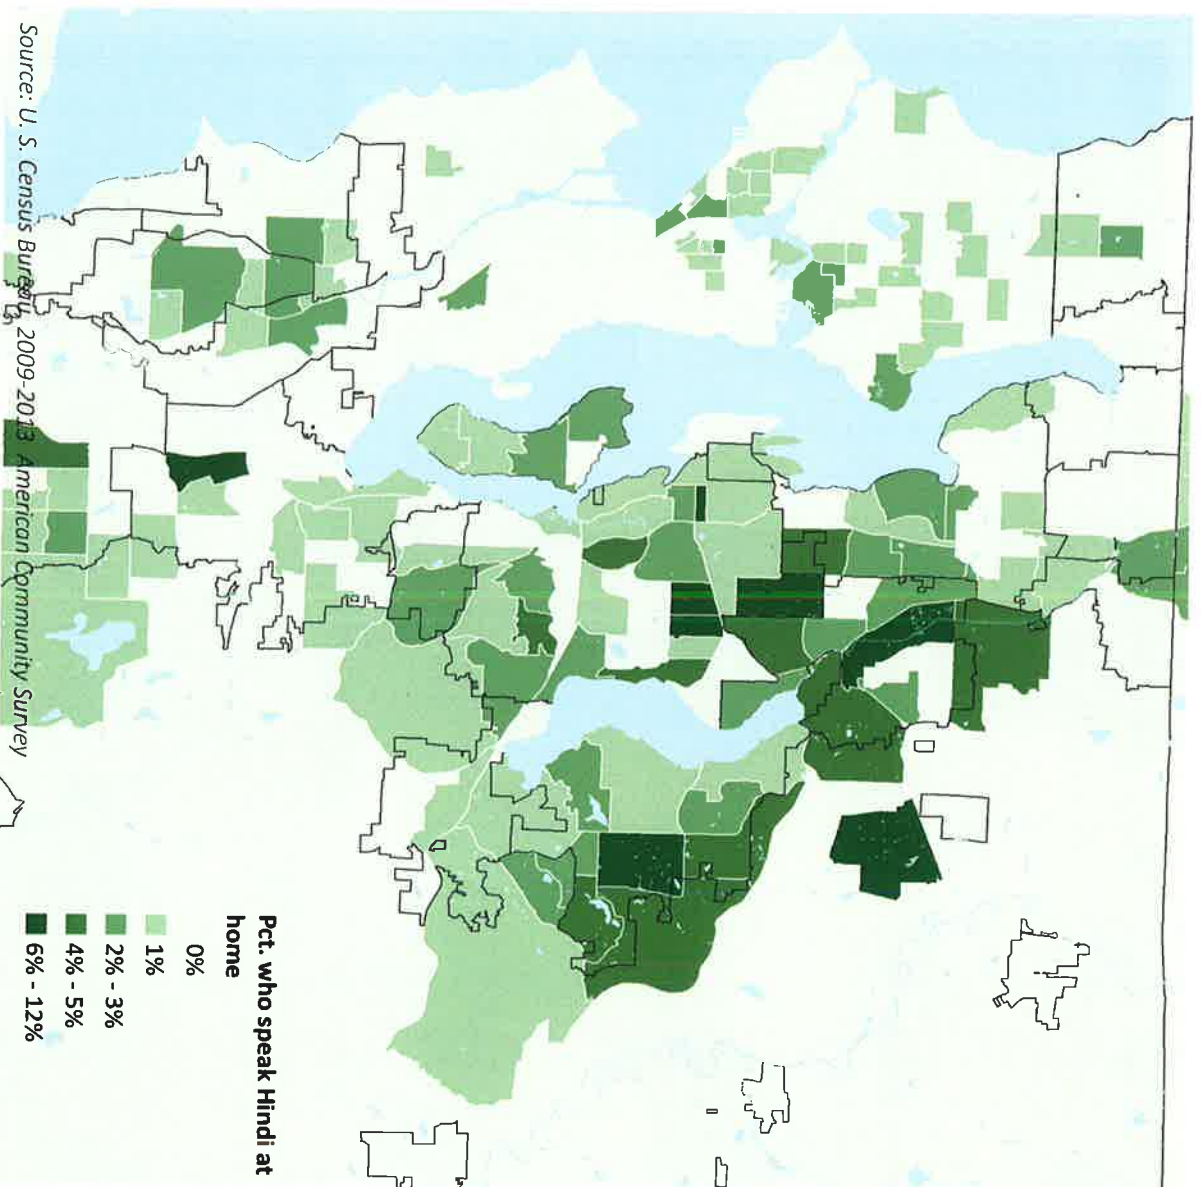 Pct. who speak Hindi at
home
0%
1%
2% - 3%
4% - 5%
6% - 12%
Source: U. S. Census Bureau, 2009-2013 American Community Survey